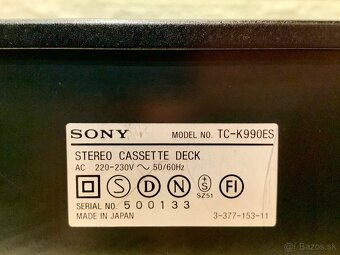 SONY MODEL NO. TC-K990ES
STEREO CASSETTE DECK
AC 220-230V ~ 50/60Hz
S D N +S SZ51 FI
SERIAL NO. 500133
MADE IN JAPAN 3-377-153-11
bazos.sk